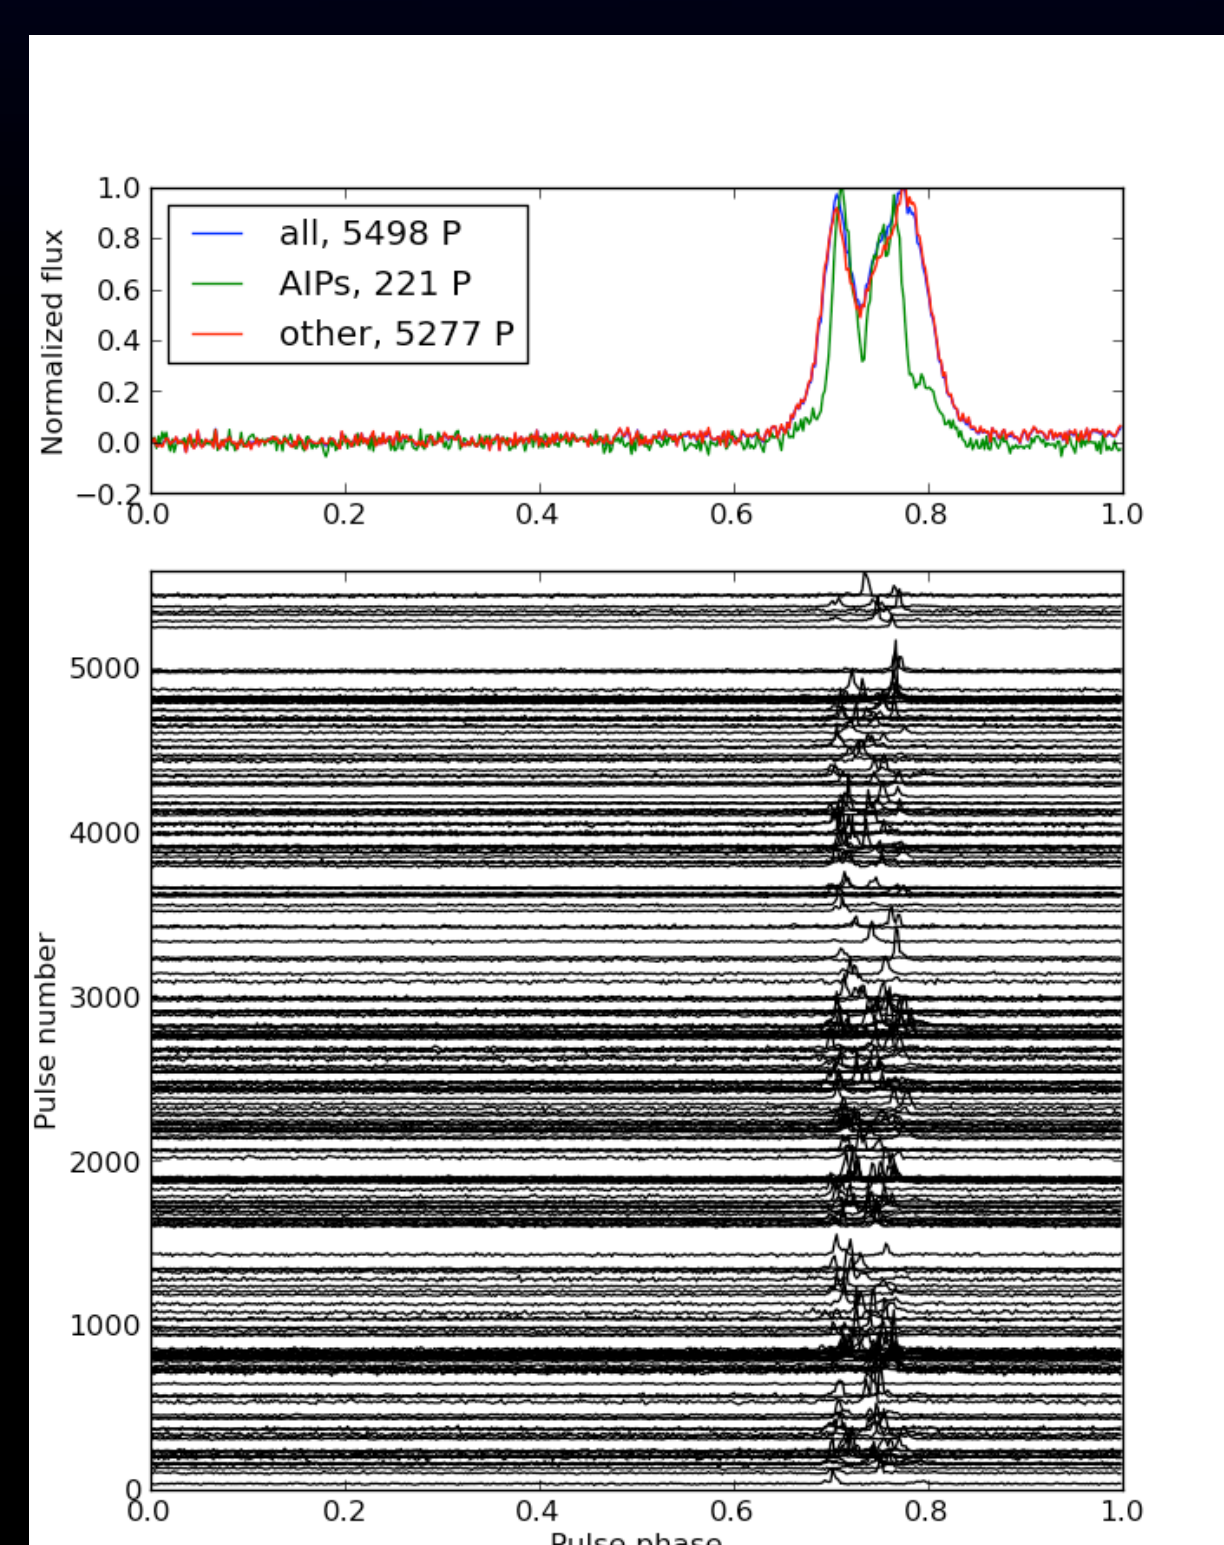 1.0
0.8
0.6
0.4
0.2
0.0
−0.2
Normalized flux
all, 5498 P
AIPs, 221 P
other, 5277 P
0.0 0.2 0.4 0.6 0.8 1.0
5000
4000
3000
2000
1000
0
Pulse number
0.0 0.2 0.4 0.6 0.8 1.0
Pulse phase